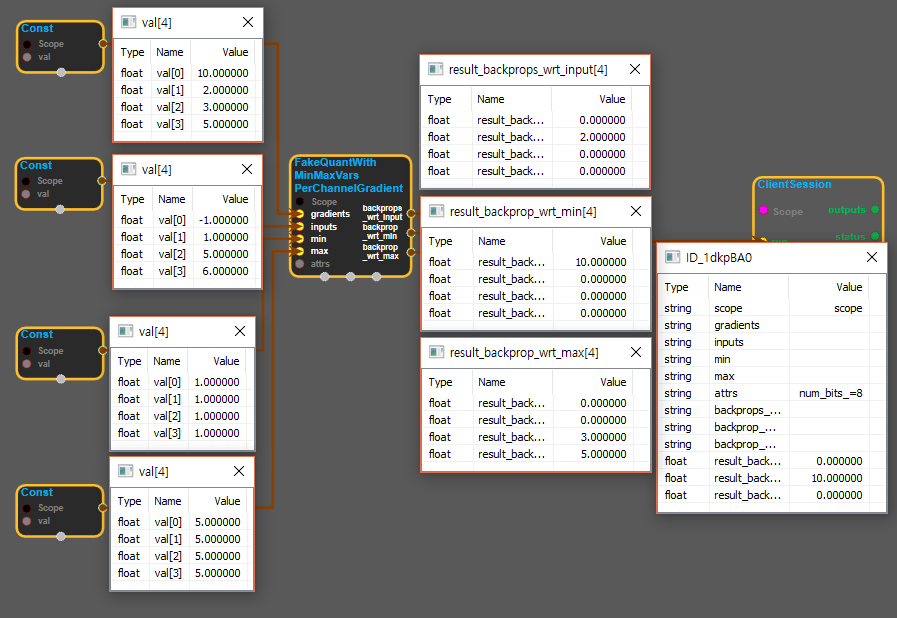 Const
Scope
val
val[4]
Type Name Value
float val[0] 10.000000
float val[1] 2.000000
float val[2] 3.000000
float val[3] 5.000000
Const
Scope
val
val[4]
Type Name Value
float val[0] -1.000000
float val[1] 1.000000
float val[2] 5.000000
float val[3] 6.000000
Const
Scope
val
val[4]
Type Name Value
float val[0] 1.000000
float val[1] 1.000000
float val[2] 1.000000
float val[3] 1.000000
Const
Scope
val
val[4]
Type Name Value
float val[0] 5.000000
float val[1] 5.000000
float val[2] 5.000000
float val[3] 5.000000
FakeQuantWith
MinMaxVars
PerChannelGradient
Scope
gradients
inputs
min
max
attrs
backprops
_wrt_input
backprop
_wrt_min
backprop
_wrt_max
result_backprops_wrt_input[4]
Type Name Value
float result_back... 0.000000
float result_back... 2.000000
float result_back... 0.000000
float result_back... 0.000000
result_backprop_wrt_min[4]
Type Name Value
float result_back... 10.000000
float result_back... 0.000000
float result_back... 0.000000
float result_back... 0.000000
result_backprop_wrt_max[4]
Type Name Value
float result_back... 0.000000
float result_back... 0.000000
float result_back... 3.000000
float result_back... 5.000000
ClientSession
Scope outputs
status
ID_1dkpBA0
Type Name Value
string scope scope
string gradients
string inputs
string min
string max
string attrs num_bits_=8
string backprops_...
string backprop_...
string backprop_...
float result_back... 0.000000
float result_back... 10.000000
float result_back... 0.000000